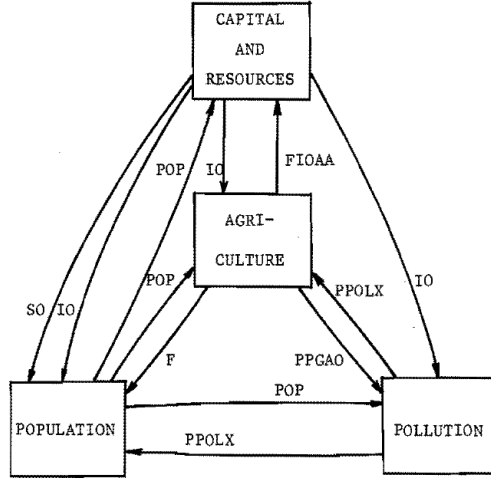 CAPITAL
AND
RESOURCES
POP
IO
FIOAA
AGRI-
CULTURE
SO
IO
POP
PPOLX
IO
F
PPGAO
POPULATION
POP
PPOLX
POLLUTION